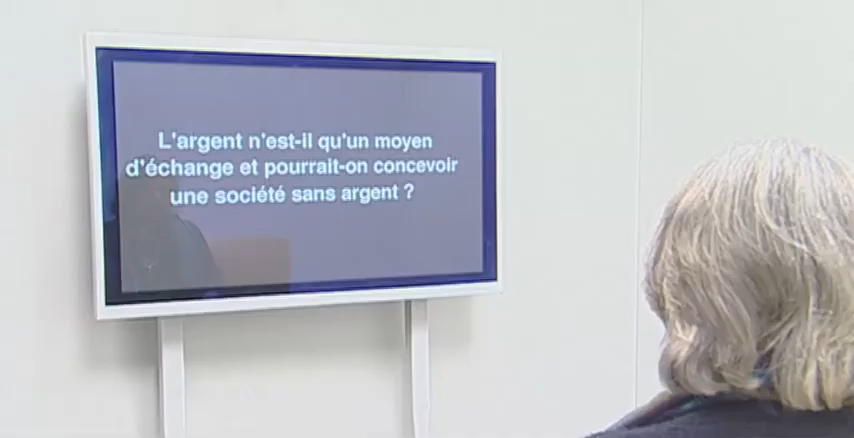 L'argent n'est-il qu'un moyen
d'échange et pourrait-on concevoir
une société sans argent ?